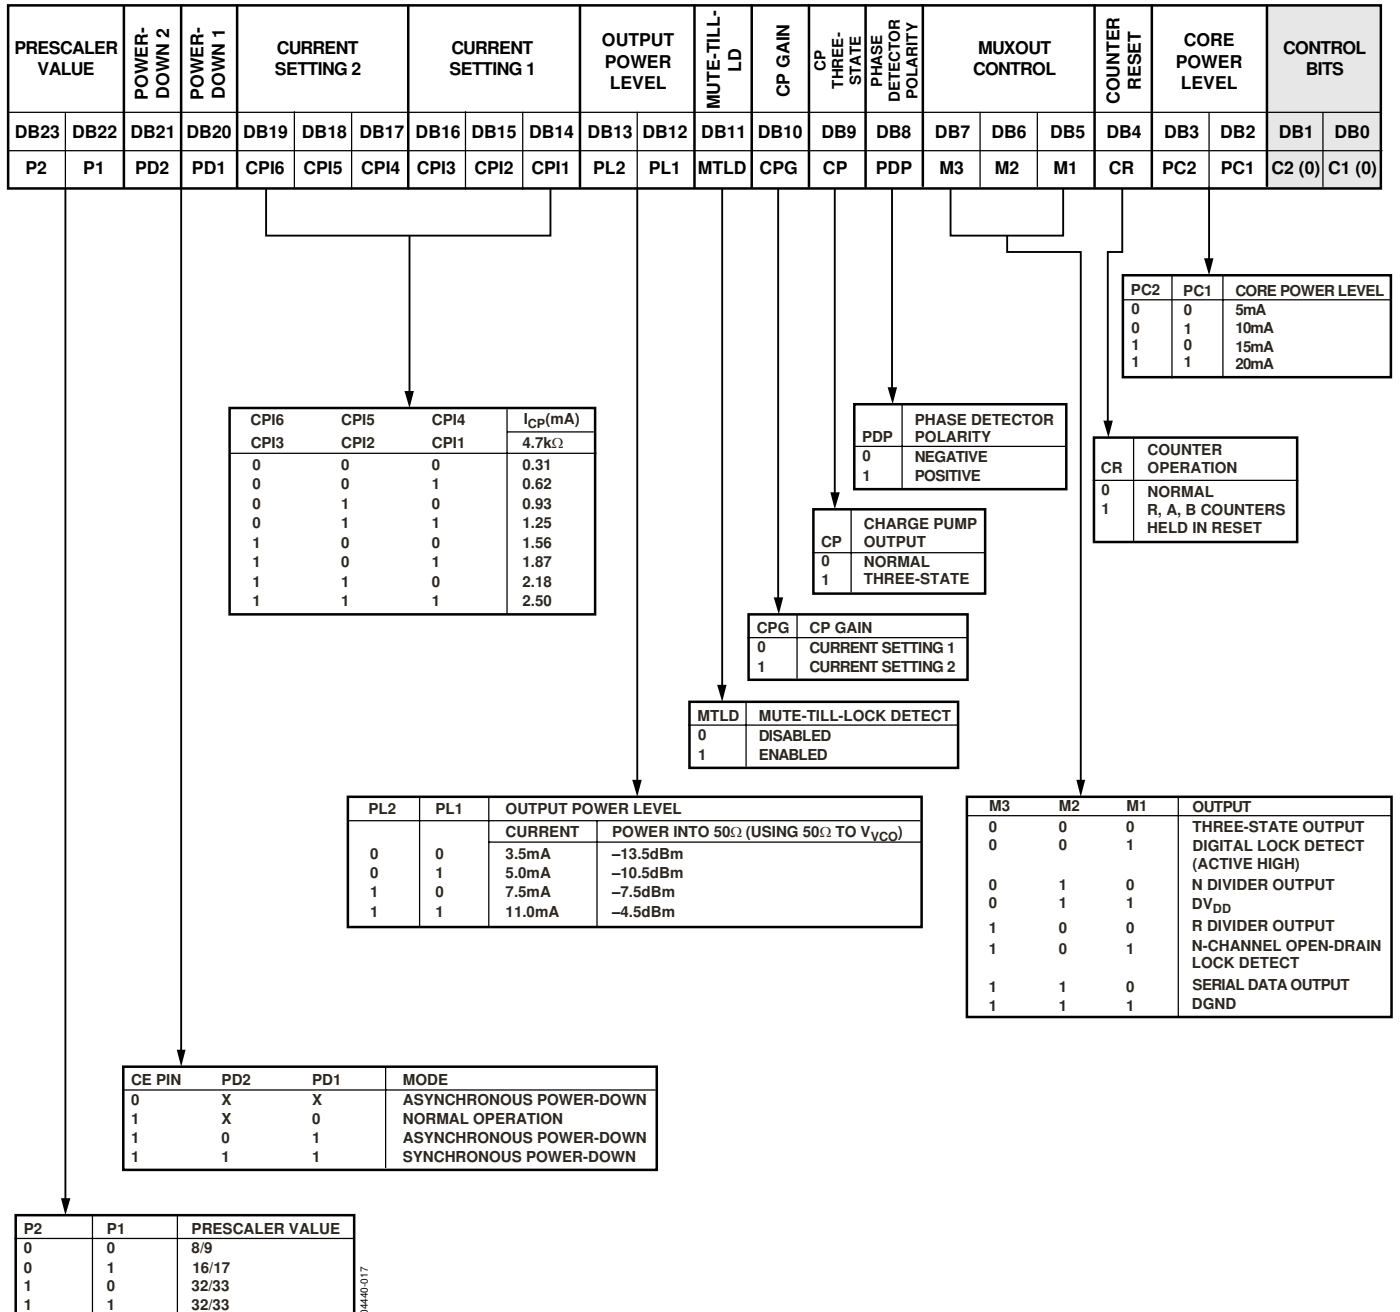 PRESCALER VALUE
POWER-DOWN 2
POWER-DOWN 1
CURRENT SETTING 2
CURRENT SETTING 1
OUTPUT POWER LEVEL
MUTE-TILL-LD
CP GAIN
CP THREE-STATE
PHASE DETECTOR POLARITY
MUXOUT CONTROL
COUNTER RESET
CORE POWER LEVEL
CONTROL BITS
DB23 DB22 DB21 DB20 DB19 DB18 DB17 DB16 DB15 DB14 DB13 DB12 DB11 DB10 DB9 DB8 DB7 DB6 DB5 DB4 DB3 DB2 DB1 DB0
P2 P1 PD2 PD1 CPI6 CPI5 CPI4 CPI3 CPI2 CPI1 PL2 PL1 MTLD CPG CP PDP M3 M2 M1 CR PC2 PC1 C2 (0) C1 (0)
PC2 PC1 CORE POWER LEVEL
0 0 5mA
0 1 10mA
1 0 15mA
1 1 20mA
CPI6 CPI5 CPI4 ICP(mA)
CPI3 CPI2 CPI1 4.7kΩ
0 0 0 0.31
0 0 1 0.62
0 1 0 0.93
0 1 1 1.25
1 0 0 1.56
1 0 1 1.87
1 1 0 2.18
1 1 1 2.50
PHASE DETECTOR
PDP POLARITY
0 NEGATIVE
1 POSITIVE
COUNTER
CR OPERATION
0 NORMAL
1 R, A, B COUNTERS
HELD IN RESET
CHARGE PUMP
CP OUTPUT
0 NORMAL
1 THREE-STATE
CPG CP GAIN
0 CURRENT SETTING 1
1 CURRENT SETTING 2
MTLD MUTE-TILL-LOCK DETECT
0 DISABLED
1 ENABLED
PL2 PL1 OUTPUT POWER LEVEL
CURRENT POWER INTO 50Ω (USING 50Ω TO VVCO)
0 0 3.5mA –13.5dBm
0 1 5.0mA –10.5dBm
1 0 7.5mA –7.5dBm
1 1 11.0mA –4.5dBm
M3 M2 M1 OUTPUT
0 0 0 THREE-STATE OUTPUT
0 0 1 DIGITAL LOCK DETECT
(ACTIVE HIGH)
0 1 0 N DIVIDER OUTPUT
0 1 1 DVDD
1 0 0 R DIVIDER OUTPUT
1 0 1 N-CHANNEL OPEN-DRAIN
LOCK DETECT
1 1 0 SERIAL DATA OUTPUT
1 1 1 DGND
CE PIN PD2 PD1 MODE
0 X X ASYNCHRONOUS POWER-DOWN
1 X 0 NORMAL OPERATION
1 0 1 ASYNCHRONOUS POWER-DOWN
1 1 1 SYNCHRONOUS POWER-DOWN
P2 P1 PRESCALER VALUE
0 0 8/9
0 1 16/17
1 0 32/33
1 1 32/33
04440-017